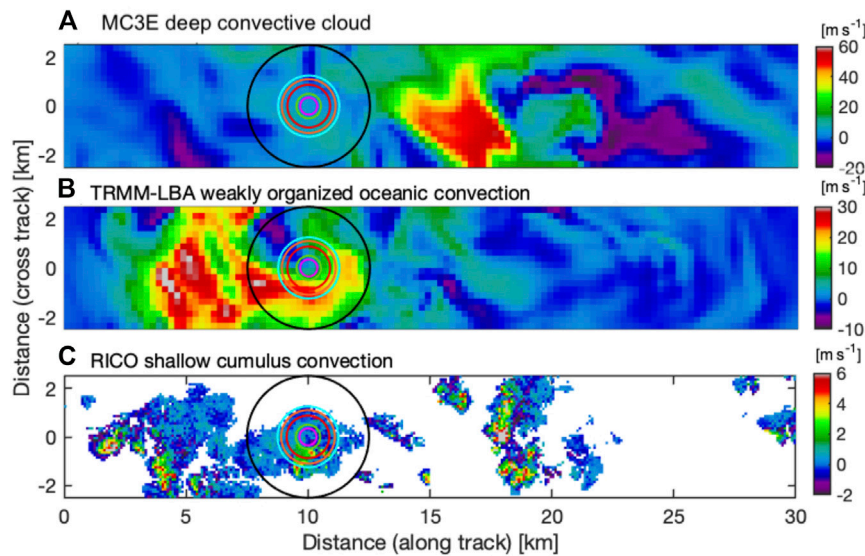 A MC3E deep convective cloud
[m s⁻¹]
2
0
-2
60
40
20
0
-20
B TRMM-LBA weakly organized oceanic convection
[m s⁻¹]
2
0
-2
30
20
10
0
-10
C RICO shallow cumulus convection
[m s⁻¹]
2
0
-2
6
4
2
0
-2
0 5 10 15 20 25 30
Distance (along track) [km]
Distance (cross track) [km]